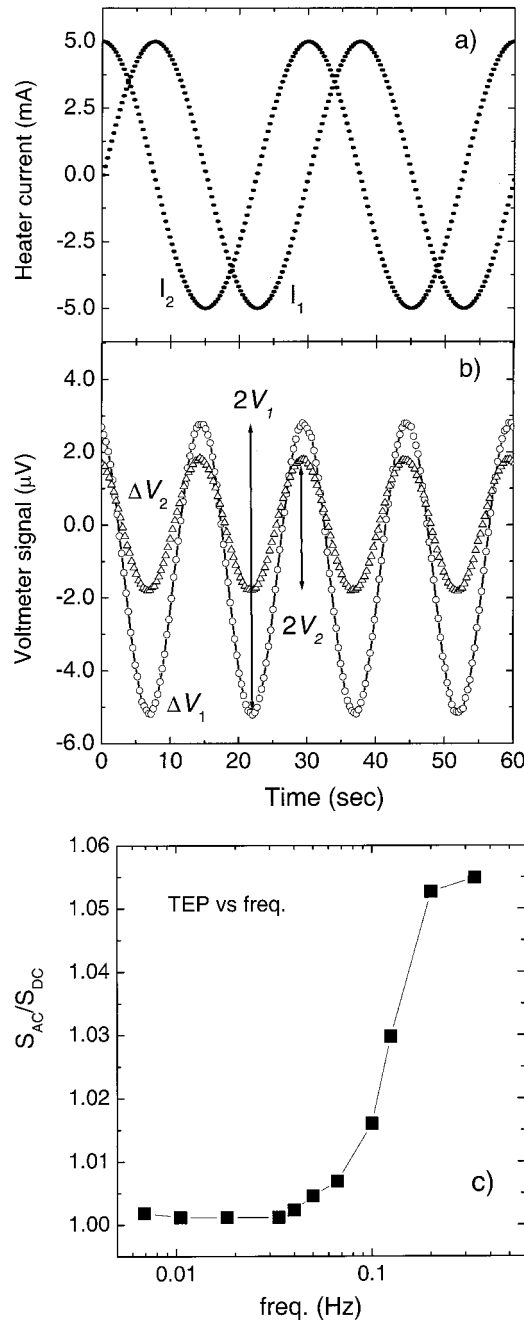 a)
Heater current (mA)
5.0
2.5
0.0
-2.5
-5.0
I2
I1
b)
Voltmeter signal (μV)
4.0
2.0
0.0
-2.0
-4.0
-6.0
2V1
ΔV2
2V2
ΔV1
0 10 20 30 40 50 60
Time (sec)
TEP vs freq.
SAC/SDC
1.06
1.05
1.04
1.03
1.02
1.01
1.00
c)
0.01 0.1
freq. (Hz)